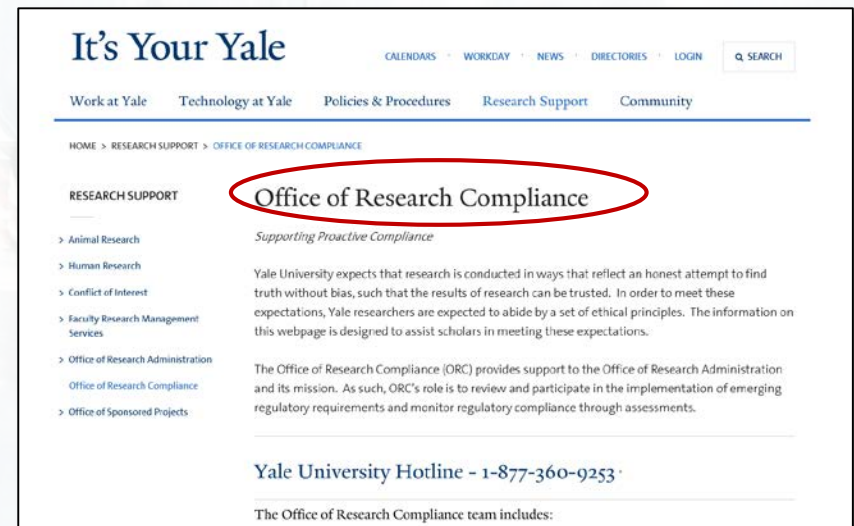 It's Your Yale
CALENDARS
WORKDAY
NEWS
DIRECTORIES
LOGIN
SEARCH
Work at Yale
Technology at Yale
Policies & Procedures
Research Support
Community
HOME > RESEARCH SUPPORT > OFFICE OF RESEARCH COMPLIANCE
RESEARCH SUPPORT
> Animal Research
> Human Research
> Conflict of Interest
> Faculty Research Management
Services
> Office of Research Administration
Office of Research Compliance
> Office of Sponsored Projects
Office of Research Compliance
Supporting Proactive Compliance
Yale University expects that research is conducted in ways that reflect an honest attempt to find
truth without bias, such that the results of research can be trusted. In order to meet these
expectations, Yale researchers are expected to abide by a set of ethical principles. The information on
this webpage is designed to assist scholars in meeting these expectations.
The Office of Research Compliance (ORC) provides support to the Office of Research Administration
and its mission. As such, ORC's role is to review and participate in the implementation of emerging
regulatory requirements and monitor regulatory compliance through assessments.
Yale University Hotline - 1-877-360-9253
The Office of Research Compliance team includes: